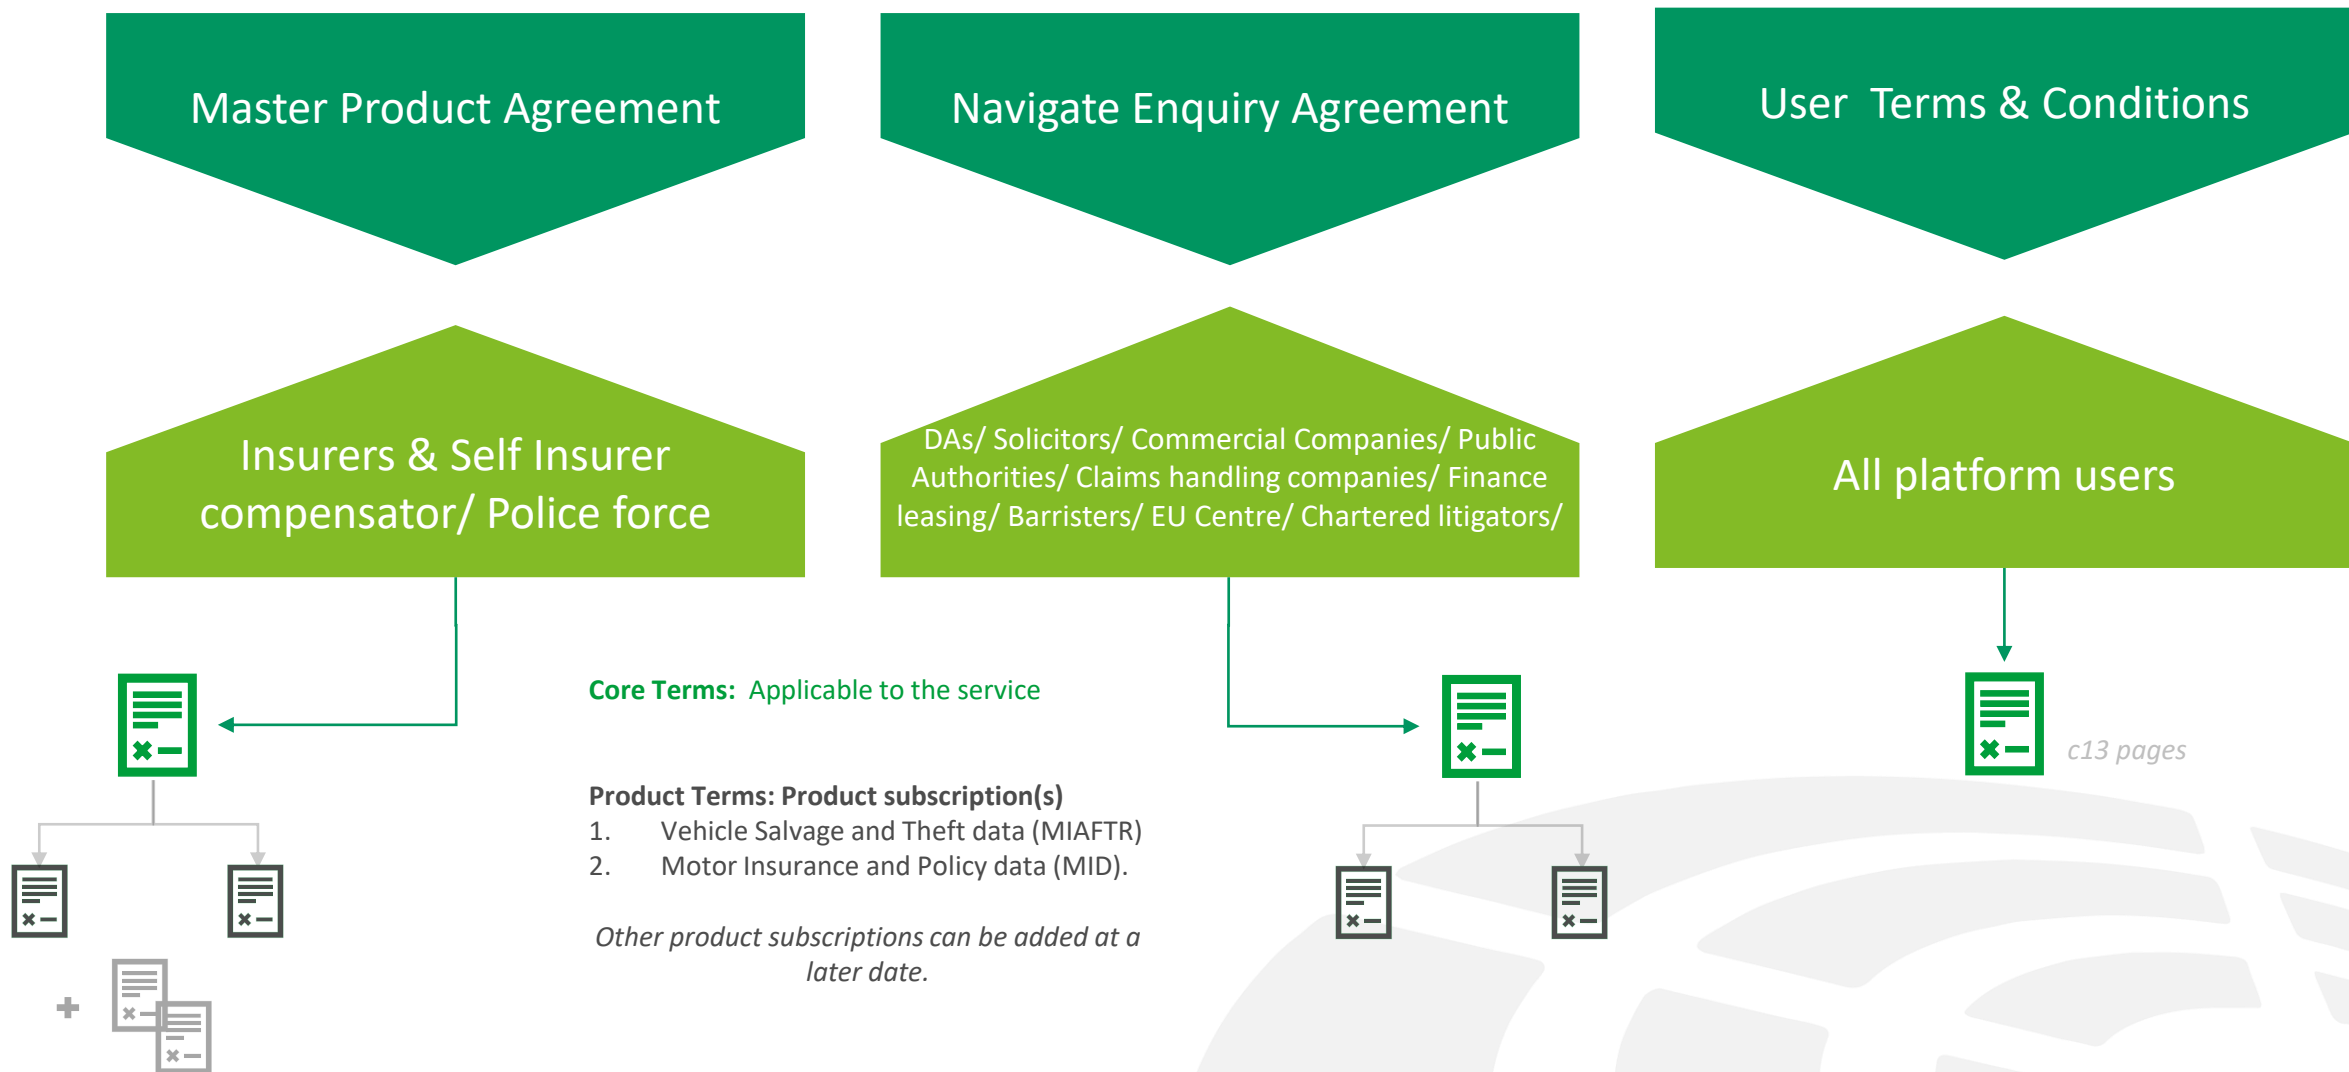 Master Product Agreement
Navigate Enquiry Agreement
User  Terms & Conditions
Insurers & Self Insurer
compensator/ Police force
DAs/ Solicitors/ Commercial Companies/ Public
Authorities/ Claims handling companies/ Finance
leasing/ Barristers/ EU Centre/ Chartered litigators/
All platform users
Core Terms:  Applicable to the service
c13 pages
Product Terms: Product subscription(s)
1. Vehicle Salvage and Theft data (MIAFTR)
2. Motor Insurance and Policy data (MID).
Other product subscriptions can be added at a
later date.